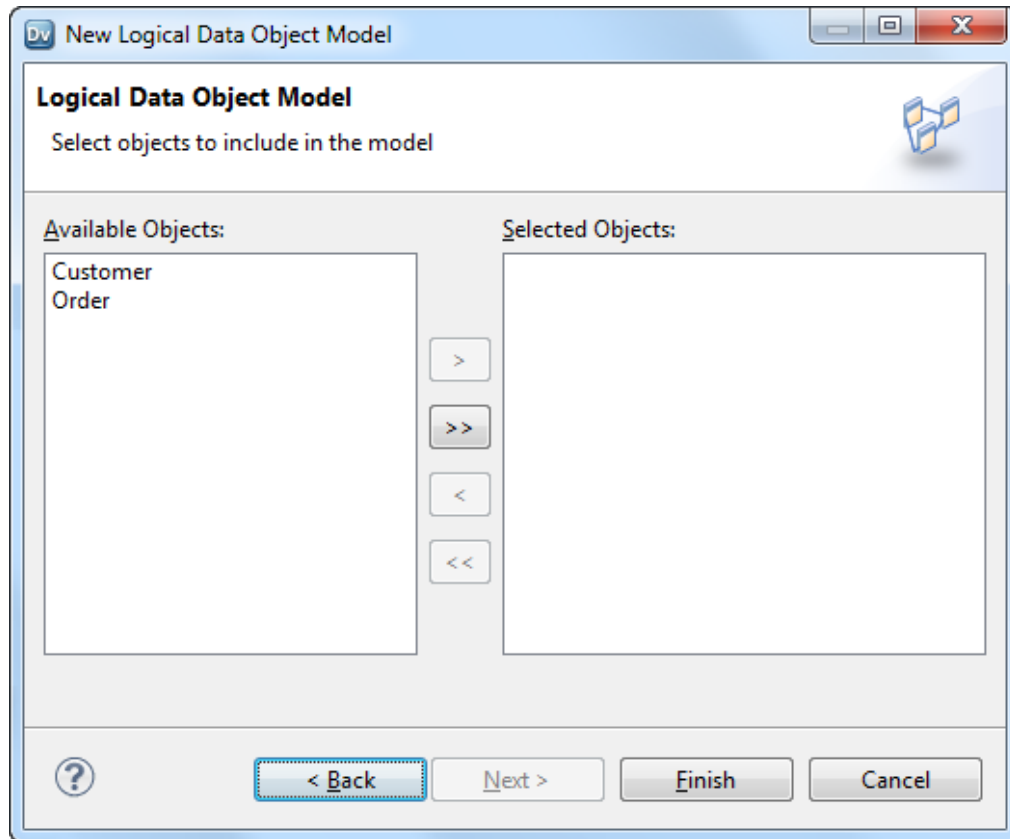 Dv New Logical Data Object Model X
Logical Data Object Model
Select objects to include in the model
Available Objects:
Customer
Order
>
>>
<
<<
Selected Objects:
? < Back Next > Finish Cancel